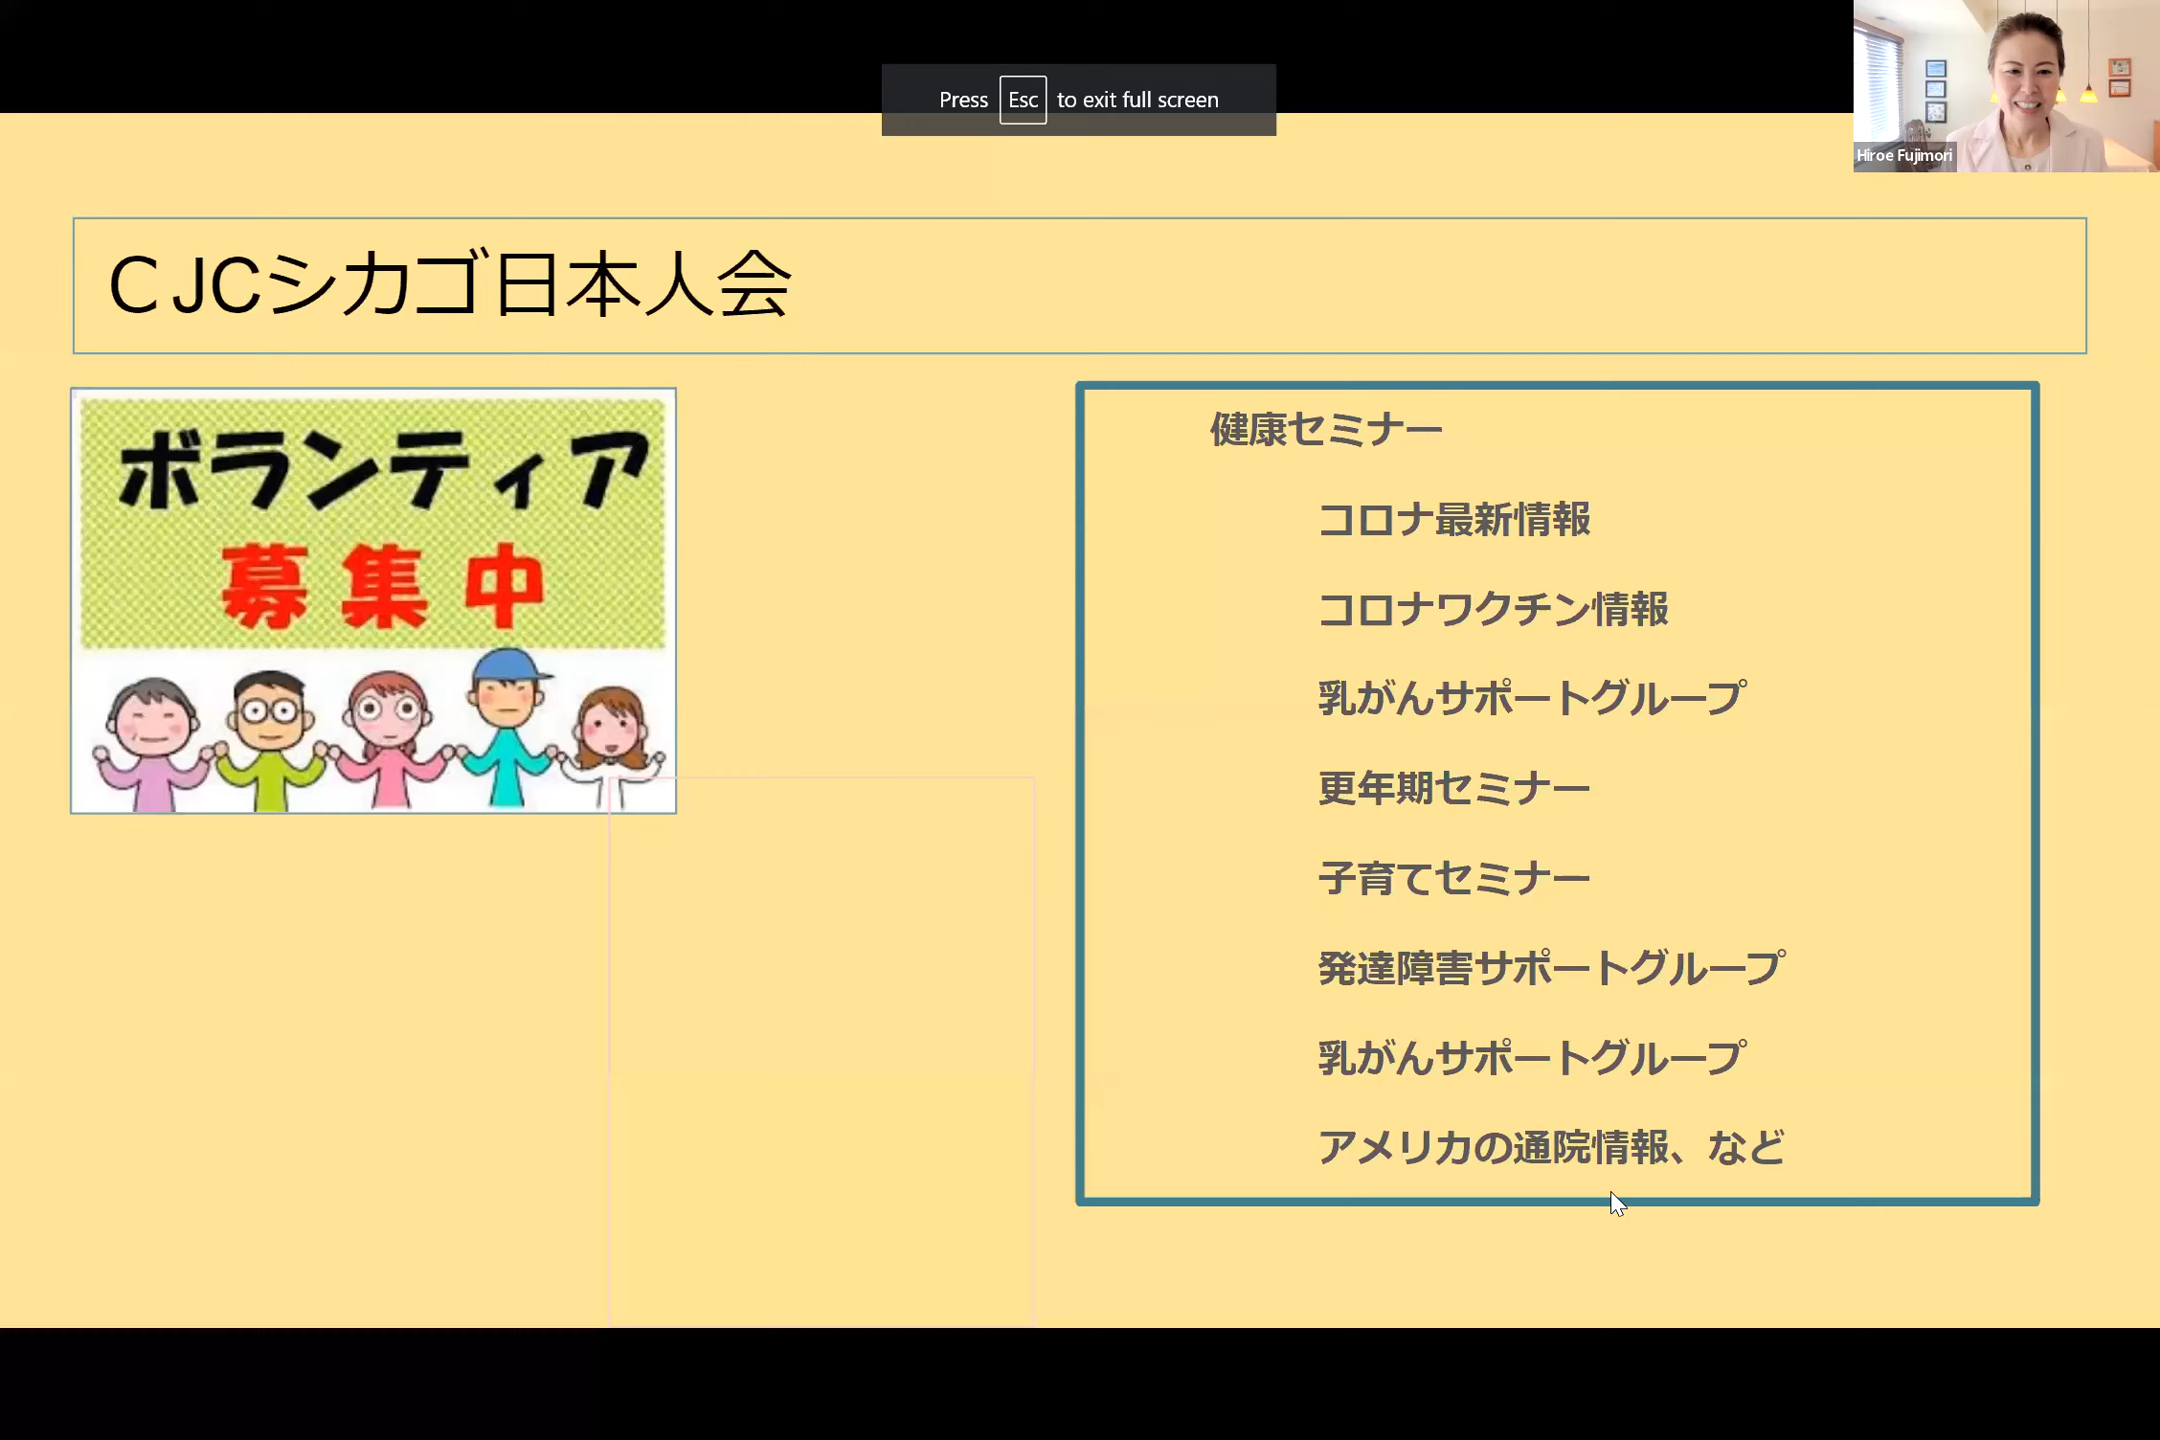 Press Esc to exit full screen
Hiroe Fujimori
ＣJCシカゴ日本人会
ボランティア
募集中
健康セミナー
コロナ最新情報
コロナワクチン情報
乳がんサポートグループ
更年期セミナー
子育てセミナー
発達障害サポートグループ
乳がんサポートグループ
アメリカの通院情報、など